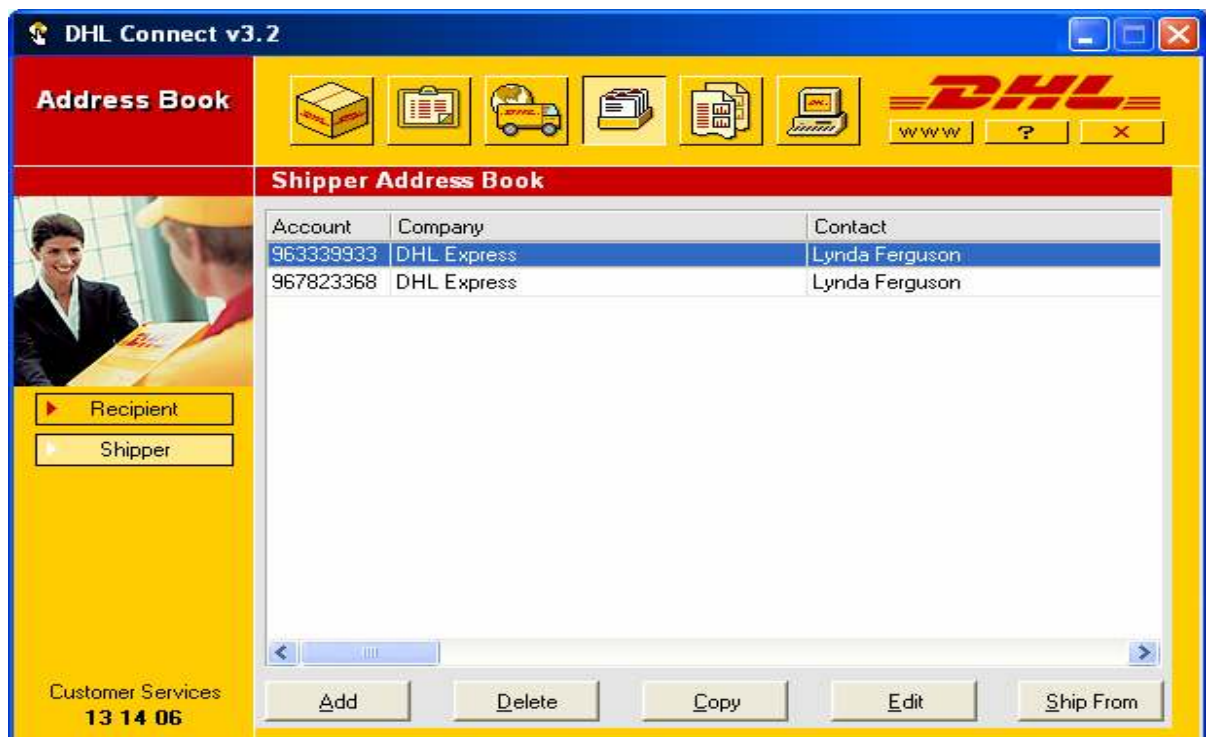 DHL Connect v3.2
Address Book
DHL
www ? ×
Shipper Address Book
Account Company Contact
963339933 DHL Express Lynda Ferguson
967823368 DHL Express Lynda Ferguson
Recipient
Shipper
Customer Services
13 14 06
Add Delete Copy Edit Ship From